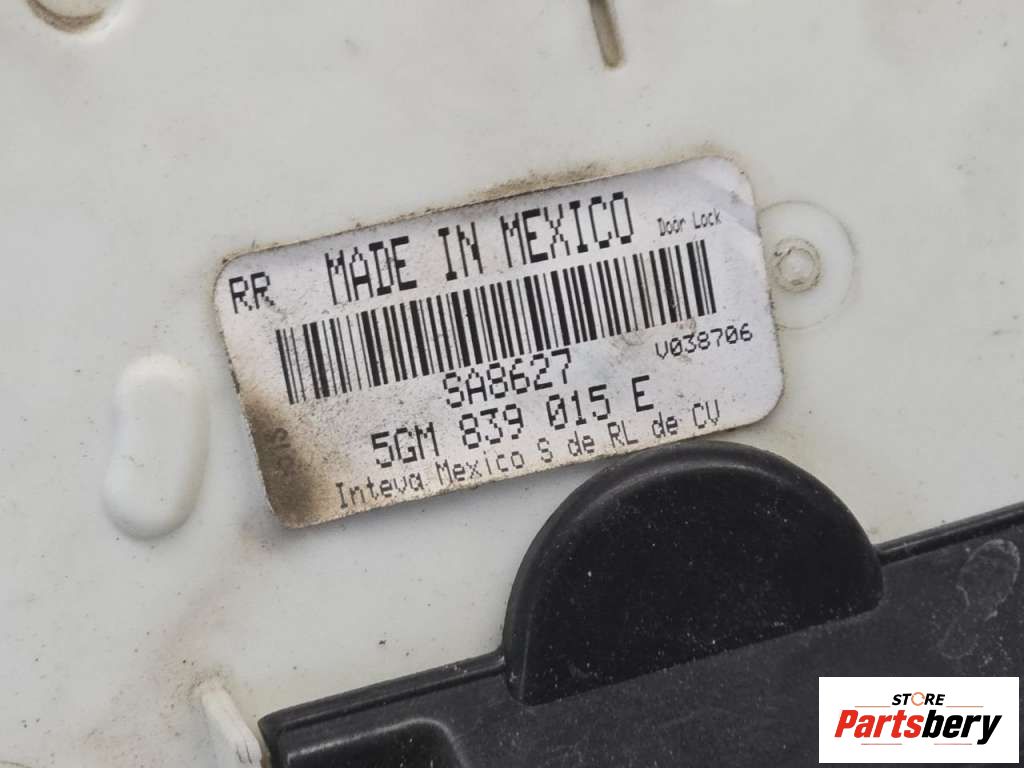 RR MADE IN MEXICO Door Lock
SA8627 V038706
5GM 839 015 E
Inteva Mexico S de RL de CV
STORE
Partsbery